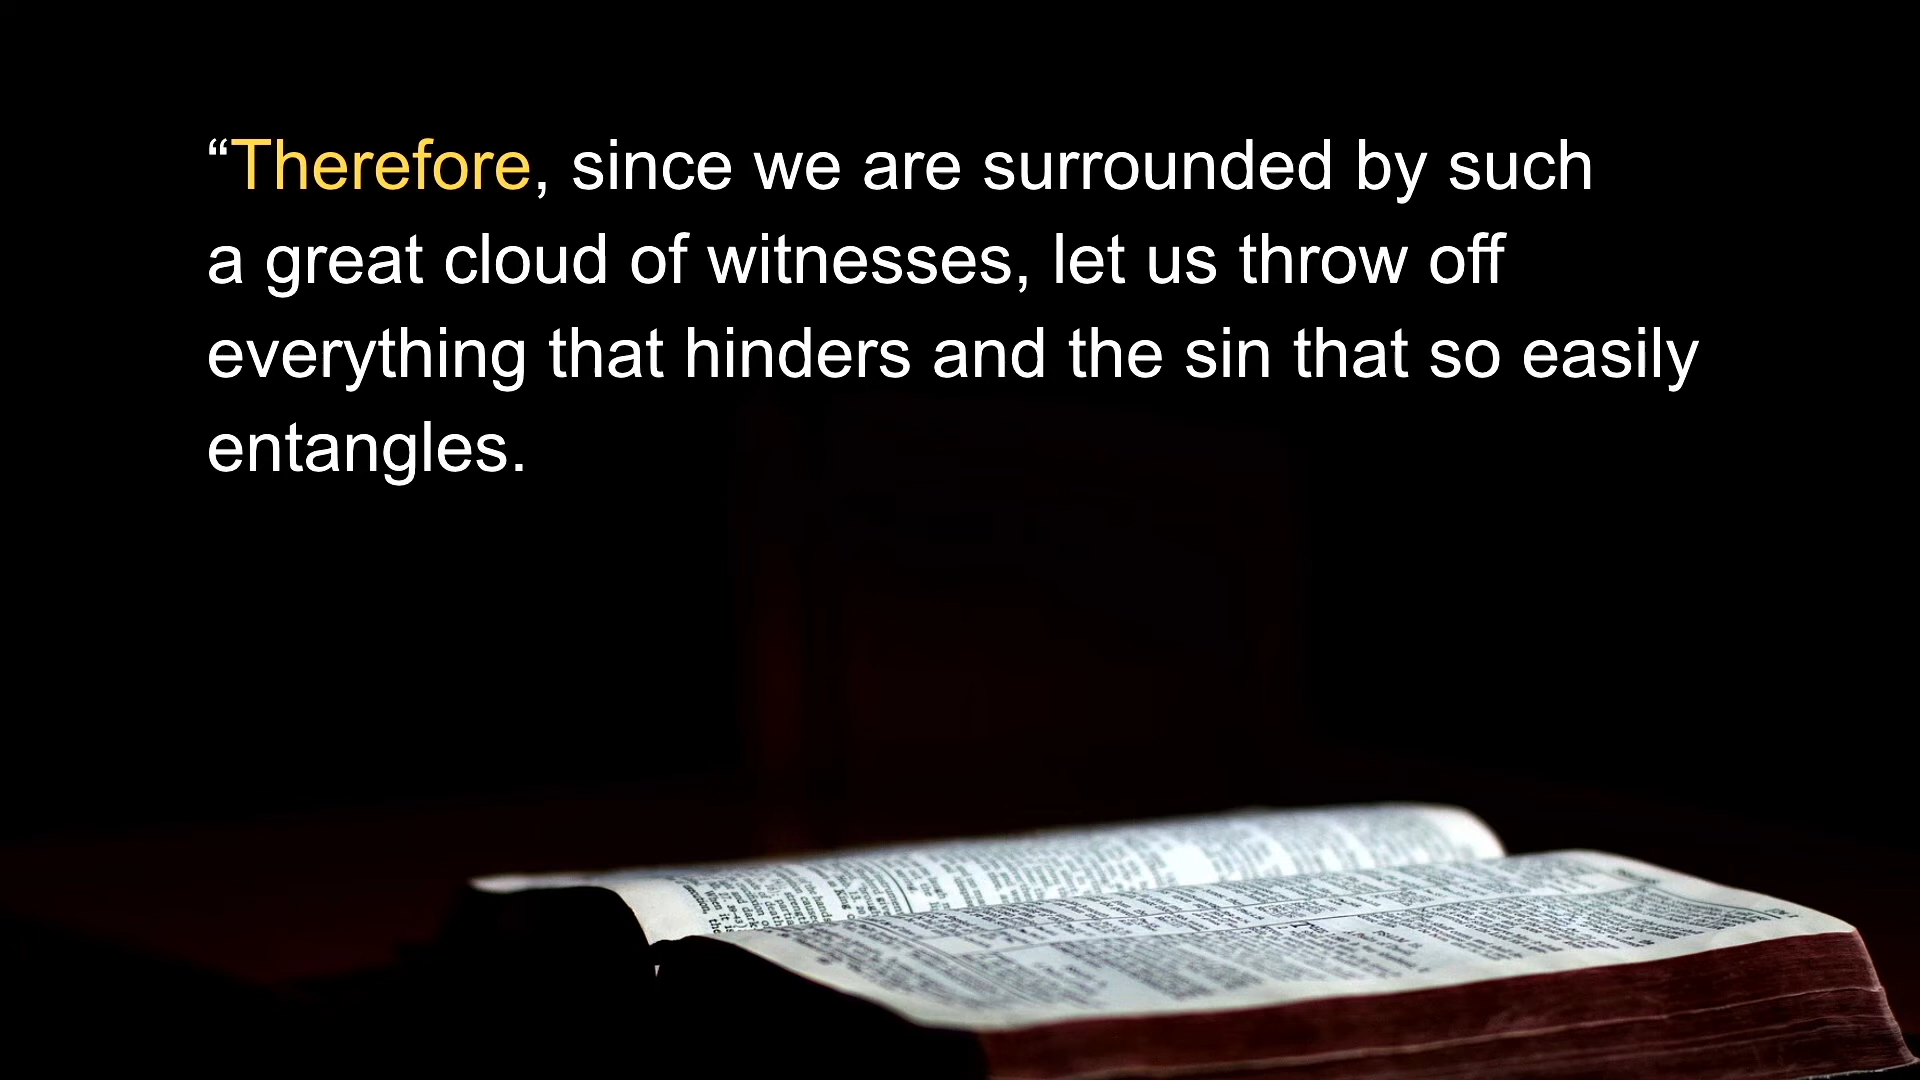 “Therefore, since we are surrounded by such
a great cloud of witnesses, let us throw off
everything that hinders and the sin that so easily
entangles.